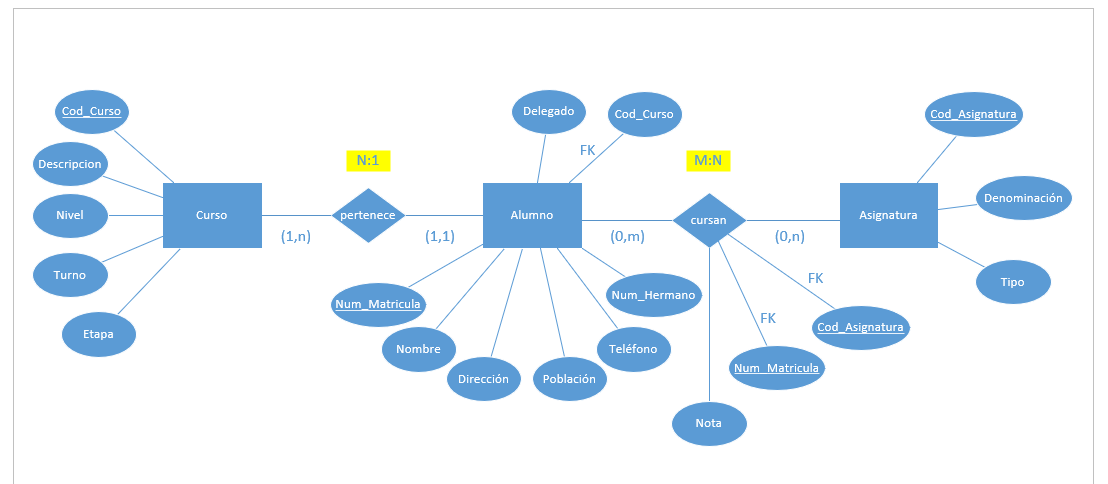 Cod_Curso
Descripcion
Nivel
Turno
Etapa
Curso
N:1
pertenece
(1,n)
(1,1)
Delegado
Cod_Curso
FK
Alumno
Num_Matricula
Nombre
Dirección
Población
Teléfono
Num_Hermano
M:N
cursan
(0,m)
(0,n)
FK
FK
Cod_Asignatura
Num_Matricula
Nota
Cod_Asignatura
Denominación
Asignatura
Tipo